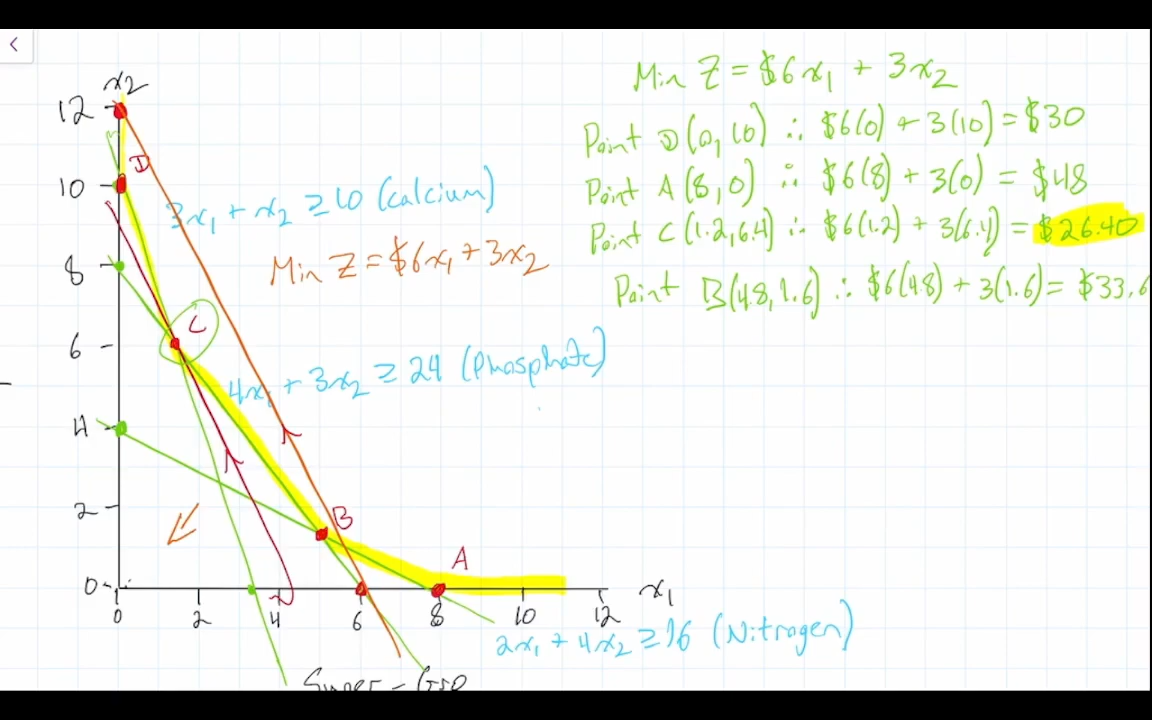 x₂
12
10
8
6
4
2
0
0
2
4
6
8
10
12
x₁
D
C
B
A
3x₁ + x₂ ≥ 10 (Calcium)
Min Z = $6x₁ + 3x₂
4x₁ + 3x₂ ≥ 24 (Phosphate)
2x₁ + 4x₂ ≥ 16 (Nitrogen)
Min Z = $6x₁ + 3x₂
Point D(0, 10) ∴ $6(0) + 3(10) = $30
Point A (8, 0) ∴ $6(8) + 3(0) = $48
Point C (1.2, 6.4) ∴ $6(1.2) + 3(6.4) = $26.40
Point B(4.8, 1.6) ∴ $6(4.8) + 3(1.6) = $33.6
Super - Gro